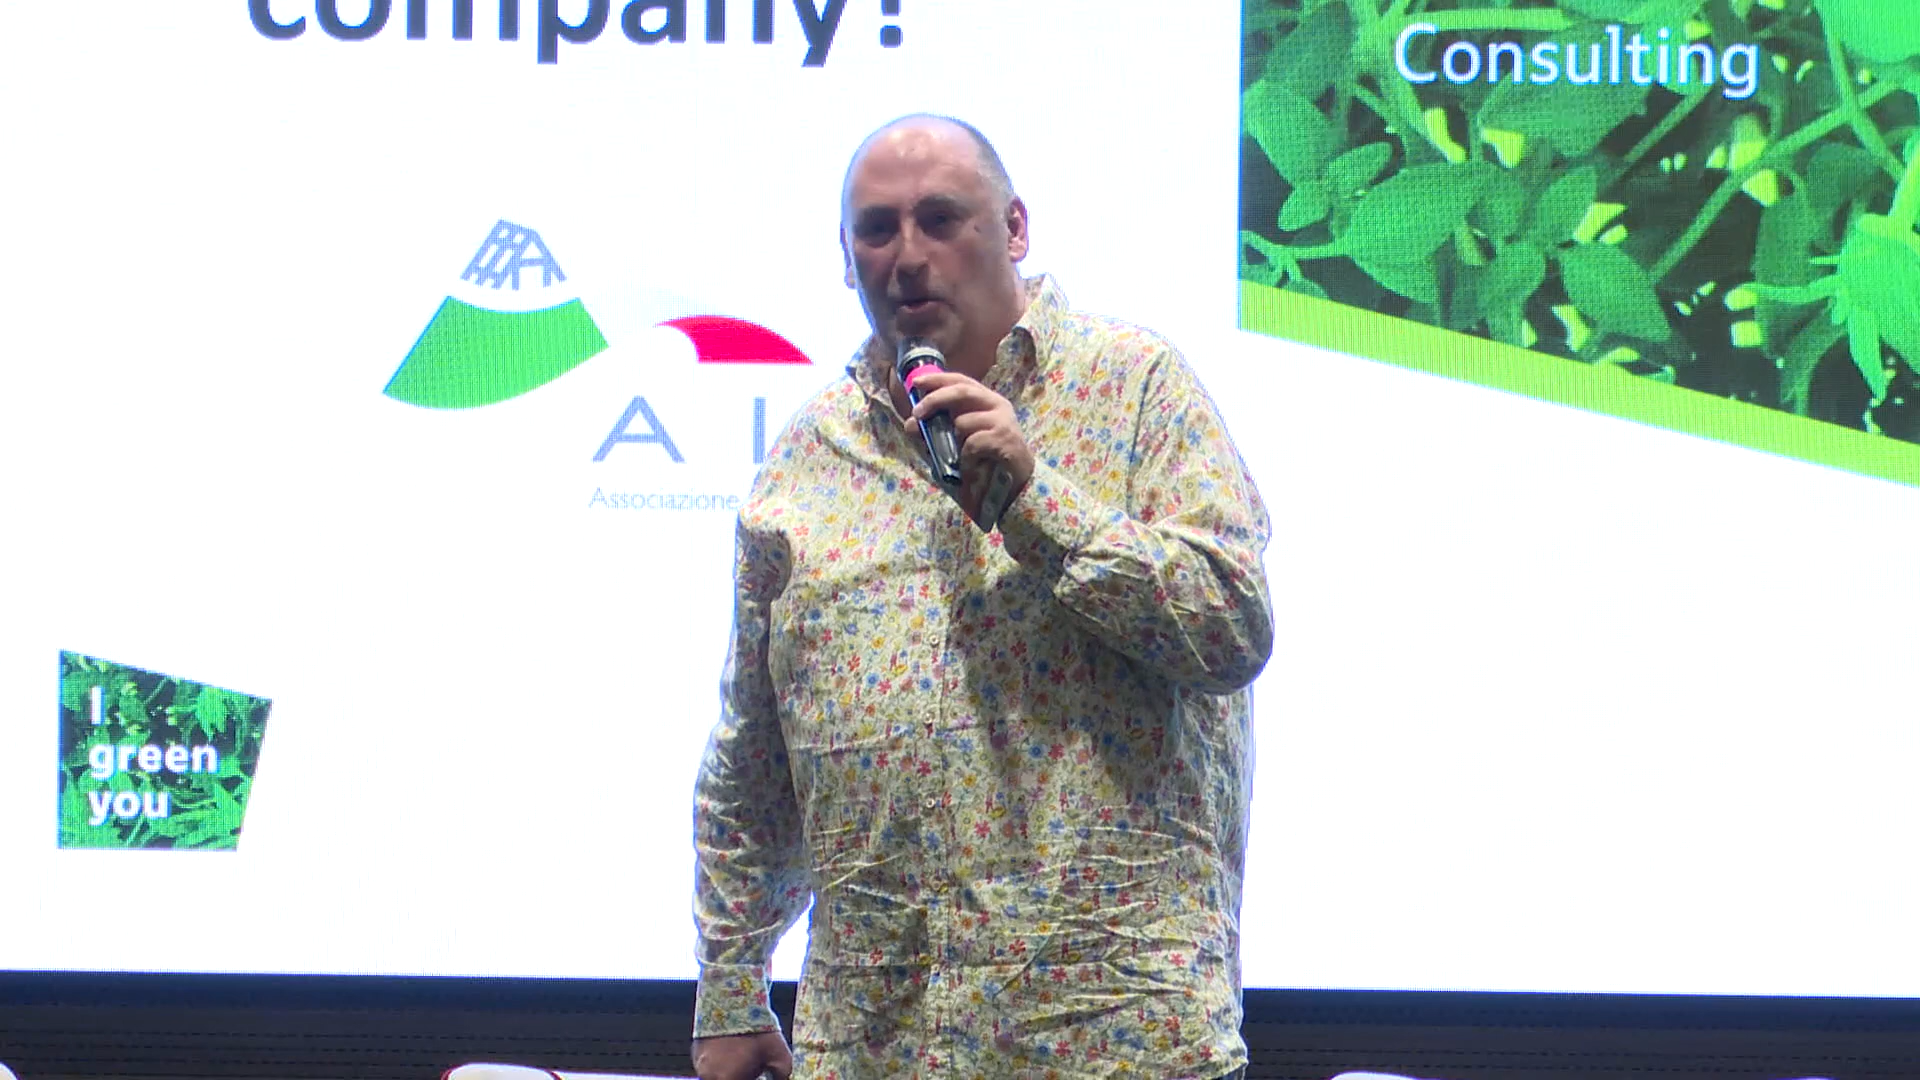 company?
Consulting
A I
Associazione
I
green
you